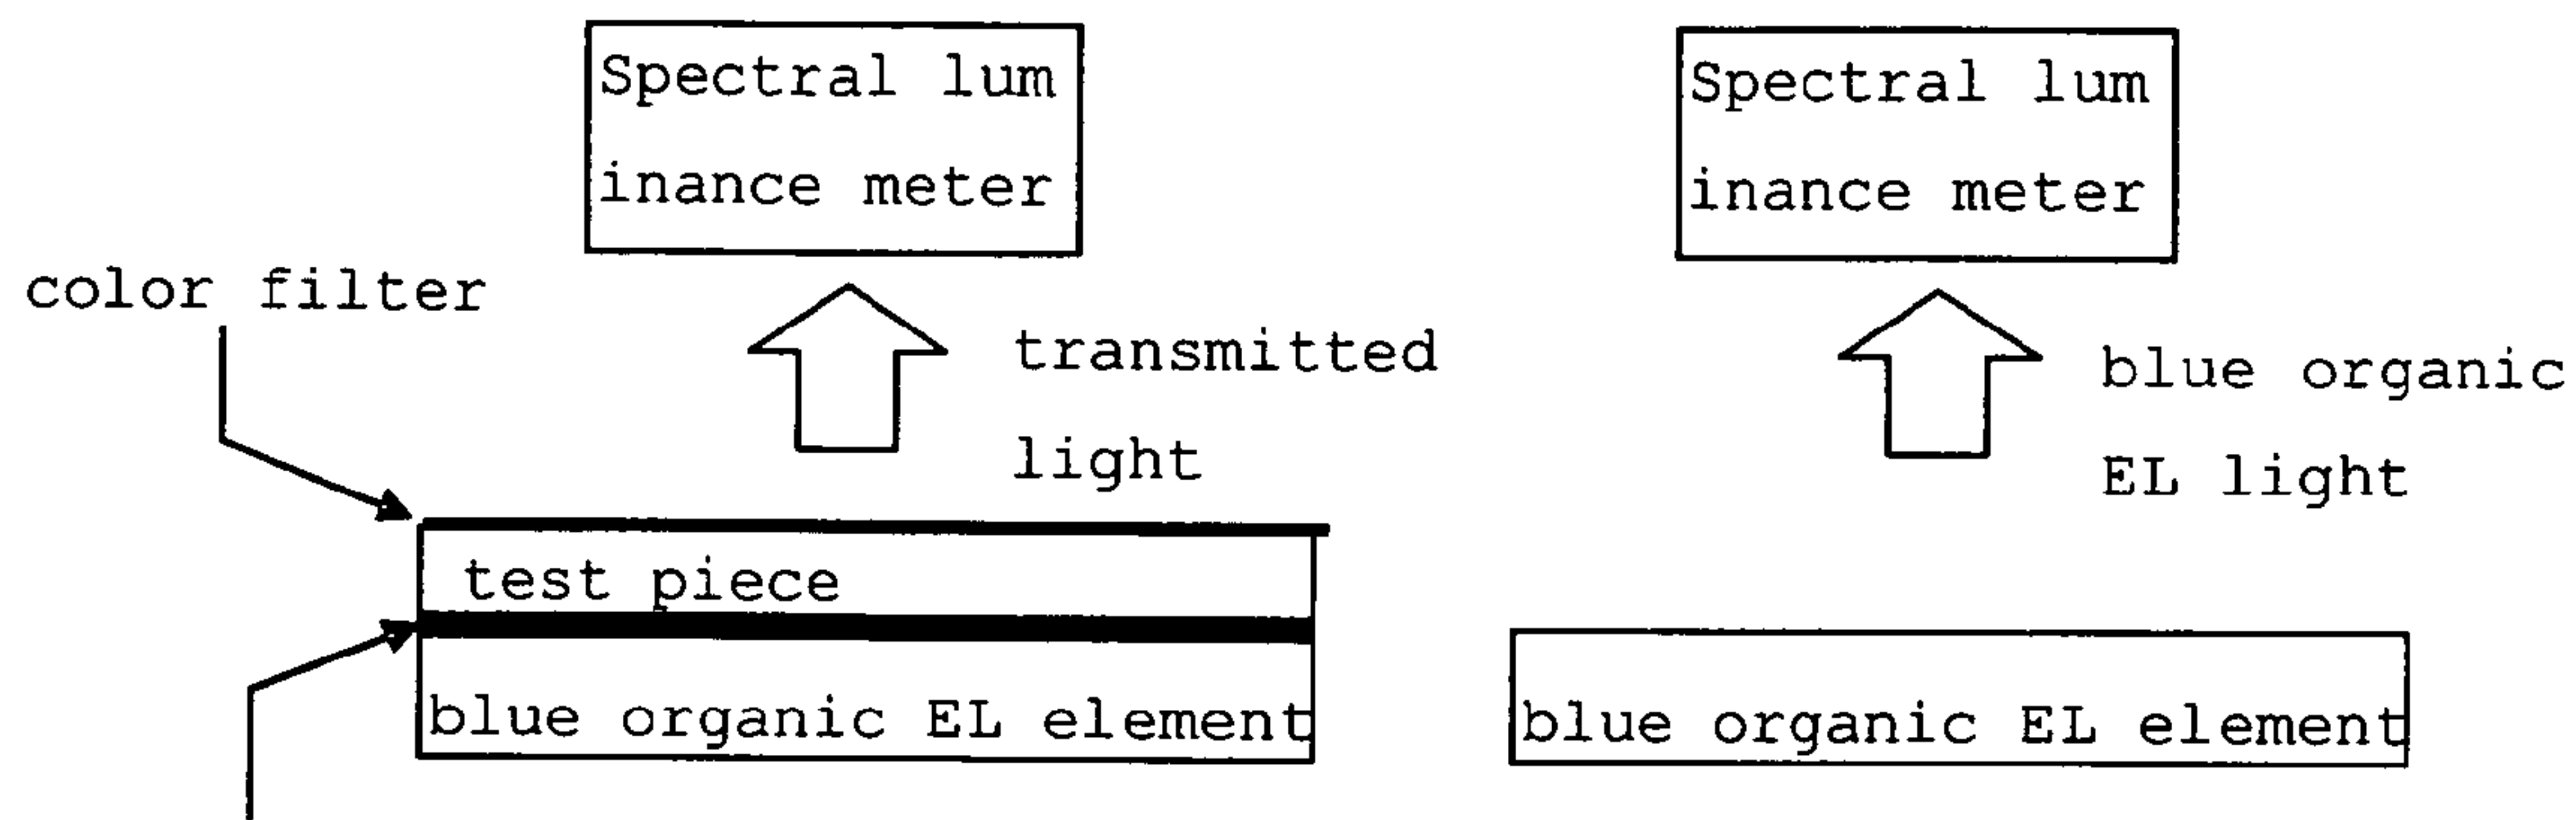 Spectral lum
inance meter
Spectral lum
inance meter
color filter
transmitted
light
blue organic
EL light
test piece
blue organic EL element
blue organic EL element